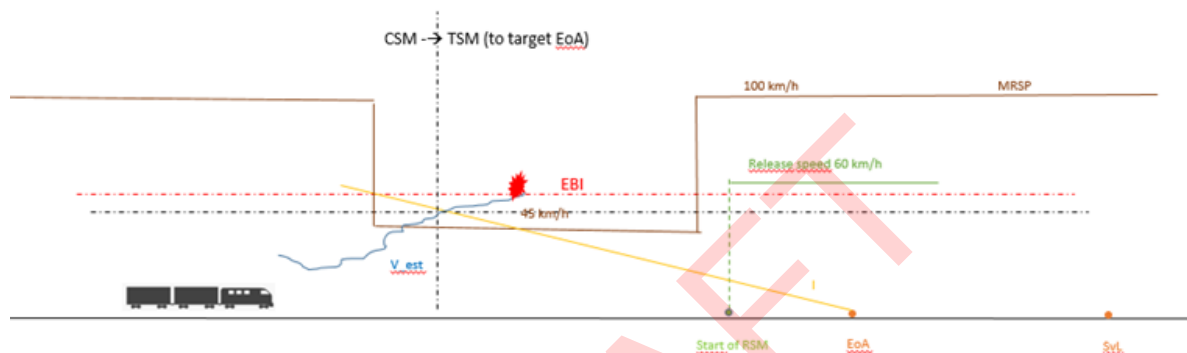 CSM --> TSM (to target EoA)
100 km/h
MRSP
Release speed 60 km/h
EBI
45 km/h
V_est
I
Start of RSM
EoA
SvL